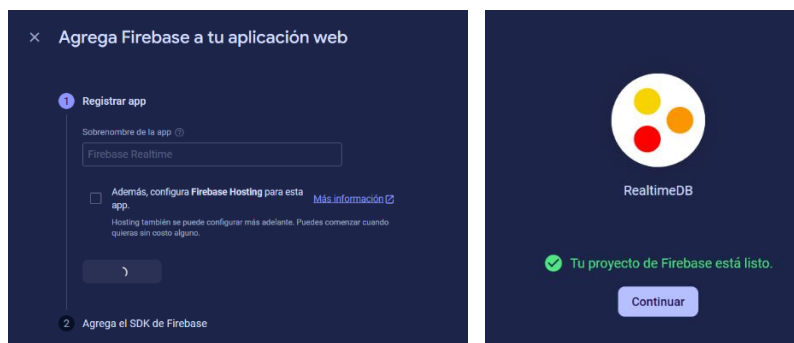 Agrega Firebase a tu aplicación web
1 Registrar app
Sobrenombre de la app
Firebase Realtime
Además, configura Firebase Hosting para esta
app.
Más información
Hosting también se puede configurar más adelante. Puedes comenzar cuando
quieras sin costo alguno.
2 Agrega el SDK de Firebase
RealtimeDB
Tu proyecto de Firebase está listo.
Continuar